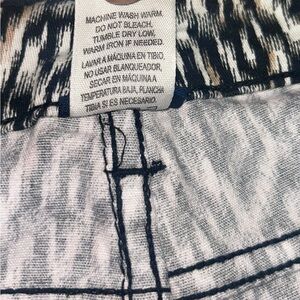 MACHINE WASH WARM.
DO NOT BLEACH.
TUMBLE DRY LOW,
WARM IRON IF NEEDED.
LAVAR A MÁQUINA EN TIBIO,
NO USAR BLANQUEADOR,
SECAR EN MÁQUINA A
TEMPERATURA BAJA, PLANCHA
TIBIA SI ES NECESARIO.